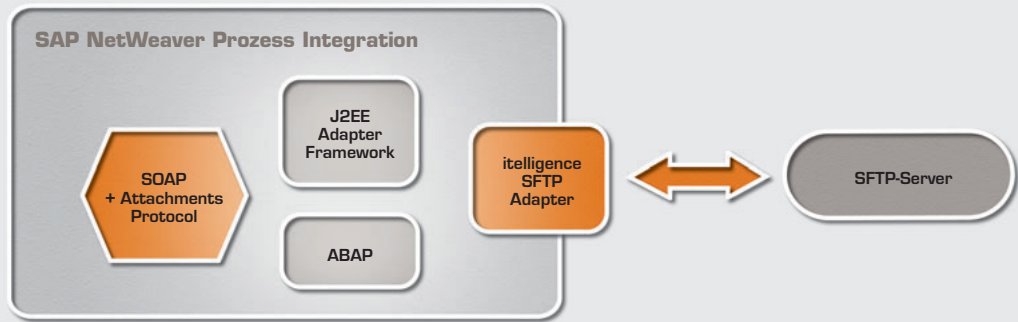 SAP NetWeaver Prozess Integration
J2EE
Adapter
Framework
SOAP
+ Attachments
Protocol
ABAP
itelligence
SFTP
Adapter
SFTP-Server